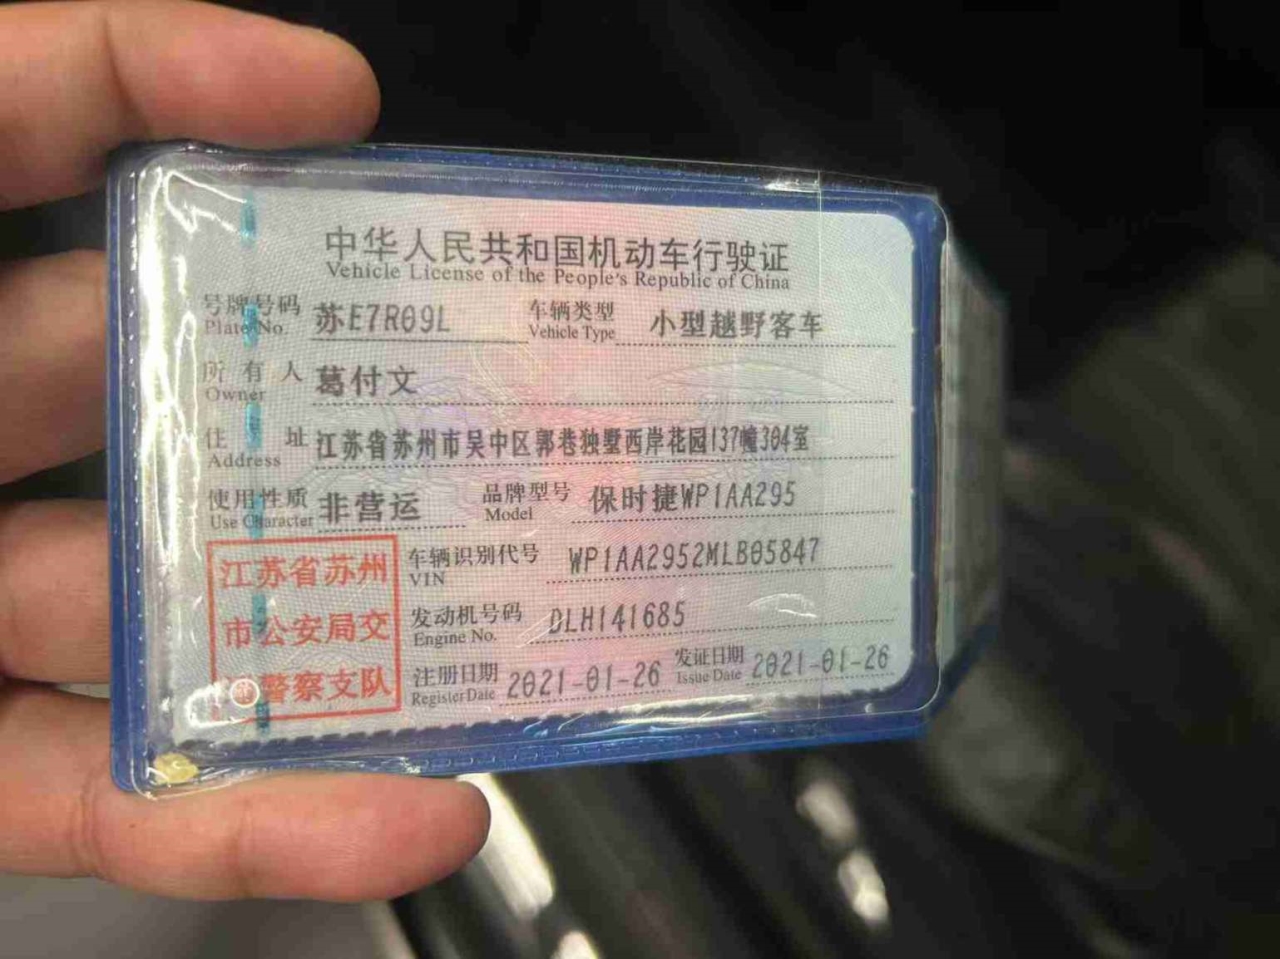 中华人民共和国机动车行驶证
Vehicle License of the People's Republic of China
号牌号码 苏E7R09L 车辆类型 小型越野客车
Plate No. Vehicle Type
所有人 葛付文
Owner
住址 江苏省苏州市吴中区郭巷独墅西岸花园137幢304室
Address
使用性质 非营运 品牌型号 保时捷WP1AA295
Use Character Model
江苏省苏州
市公安局交
警察支队
车辆识别代号 WP1AA2952MLB05847
VIN
发动机号码 DLH141685
Engine No.
注册日期 2021-01-26 发证日期 2021-01-26
Register Date Issue Date